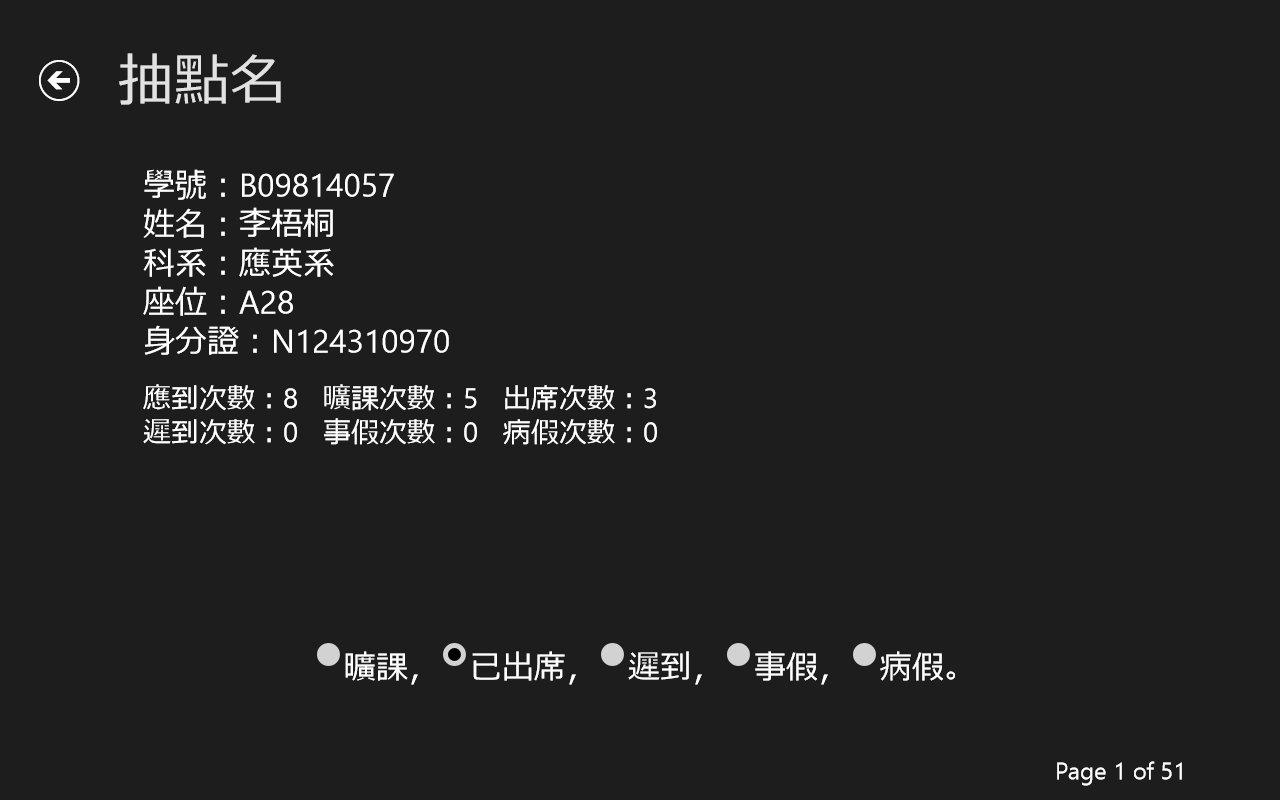 抽點名
學號：B09814057
姓名：李梧桐
科系：應英系
座位：A28
身分證：N124310970
應到次數：8 曠課次數：5 出席次數：3
遲到次數：0 事假次數：0 病假次數：0
曠課， 已出席， 遲到， 事假， 病假。
Page 1 of 51